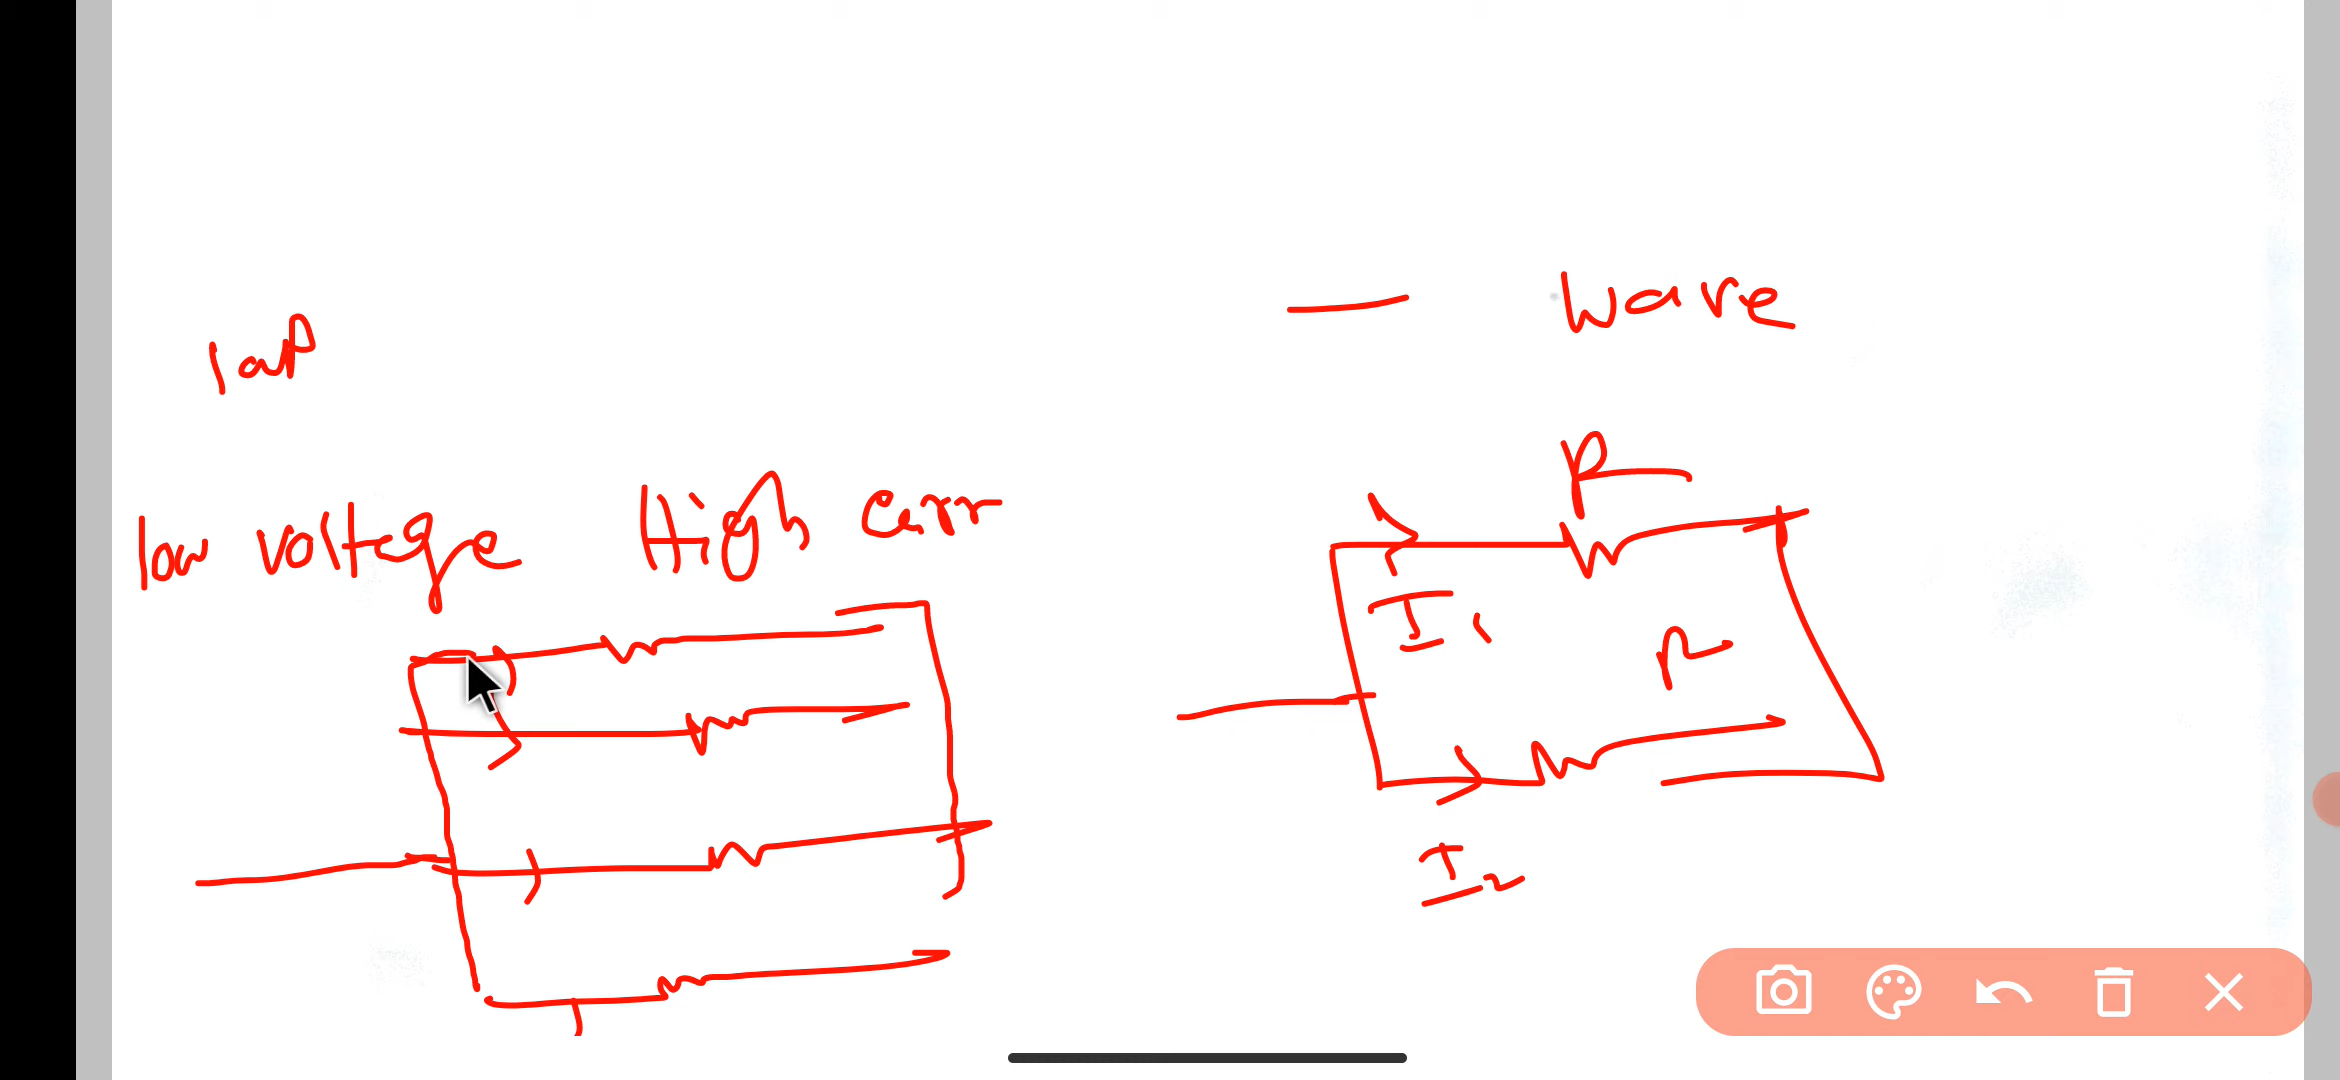 lap
— wave
low voltage High curr
R
I1
R
I2